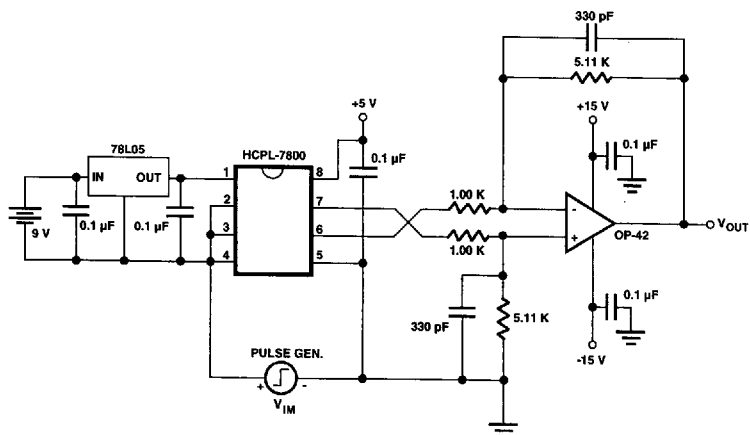 330 pF
5.11 K
+5 V
+15 V
78L05
HCPL-7800
0.1 µF
0.1 µF
IN
OUT
1
8
1.00 K
2
7
9 V
0.1 µF
0.1 µF
3
6
-
+
OP-42
VOUT
4
5
1.00 K
0.1 µF
330 pF
5.11 K
PULSE GEN.
+
-
VIM
-15 V